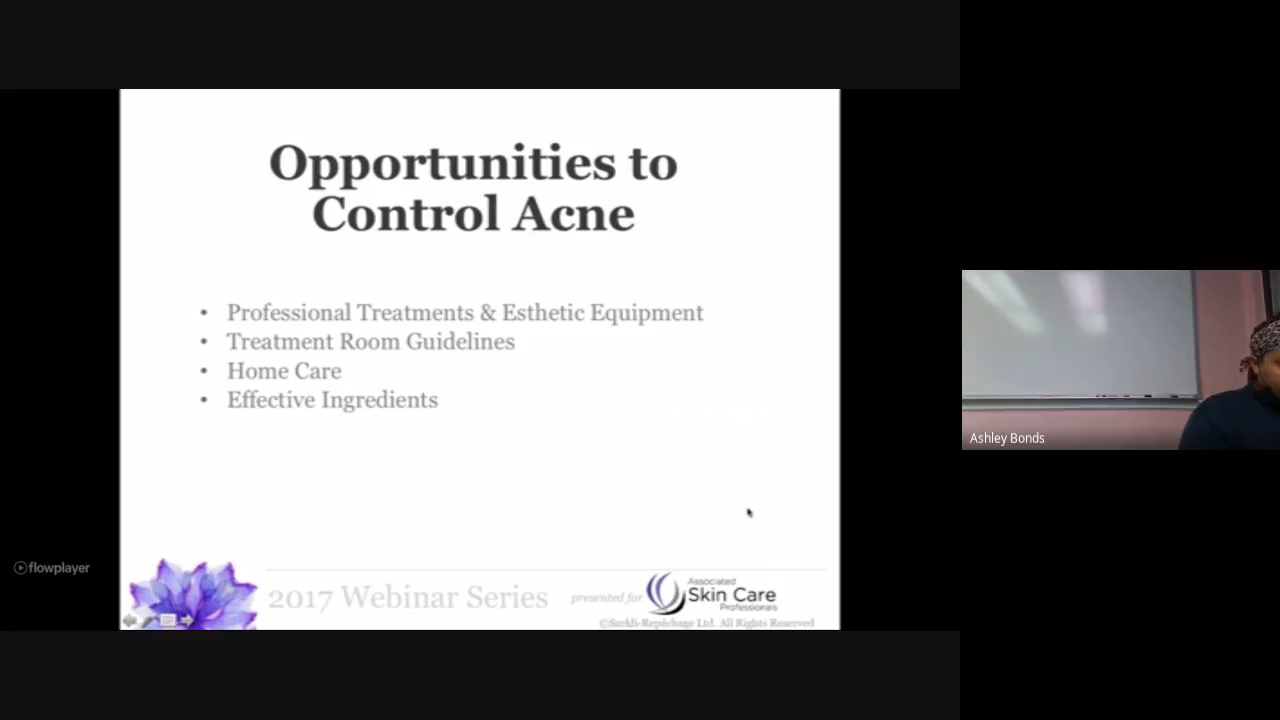 Opportunities to
Control Acne
• Professional Treatments & Esthetic Equipment
• Treatment Room Guidelines
• Home Care
• Effective Ingredients
Ashley Bonds
flowplayer
2017 Webinar Series
presented for
Associated
Skin Care
Professionals
©Sarkli-Repêchage Ltd. All Rights Reserved